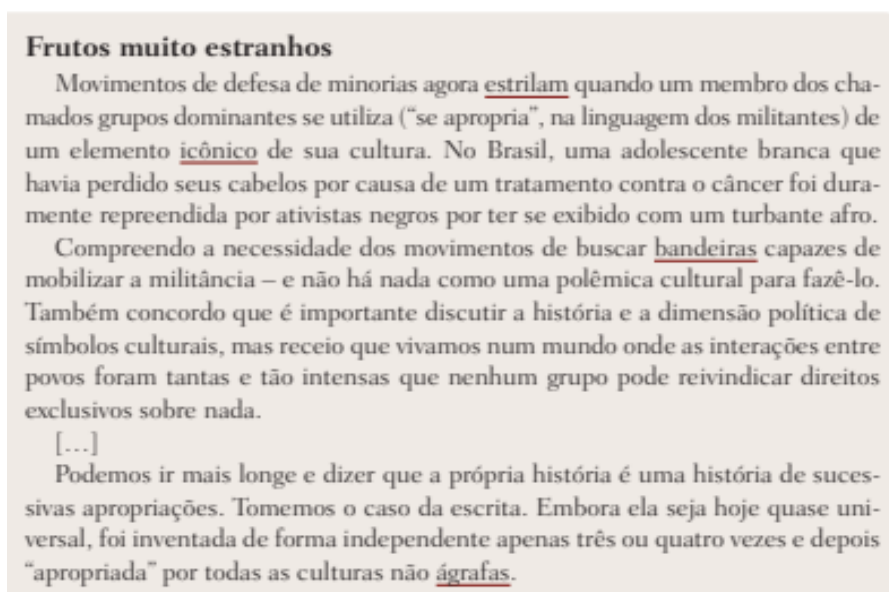 Frutos muito estranhos
Movimentos de defesa de minorias agora estrilam quando um membro dos cha-
mados grupos dominantes se utiliza (“se apropria”, na linguagem dos militantes) de
um elemento icônico de sua cultura. No Brasil, uma adolescente branca que
havia perdido seus cabelos por causa de um tratamento contra o câncer foi dura-
mente repreendida por ativistas negros por ter se exibido com um turbante afro.
Compreendo a necessidade dos movimentos de buscar bandeiras capazes de
mobilizar a militância – e não há nada como uma polêmica cultural para fazê-lo.
Também concordo que é importante discutir a história e a dimensão política de
símbolos culturais, mas receio que vivamos num mundo onde as interações entre
povos foram tantas e tão intensas que nenhum grupo pode reivindicar direitos
exclusivos sobre nada.
[…]
Podemos ir mais longe e dizer que a própria história é uma história de suces-
sivas apropriações. Tomemos o caso da escrita. Embora ela seja hoje quase uni-
versal, foi inventada de forma independente apenas três ou quatro vezes e depois
“apropriada” por todas as culturas não ágrafas.